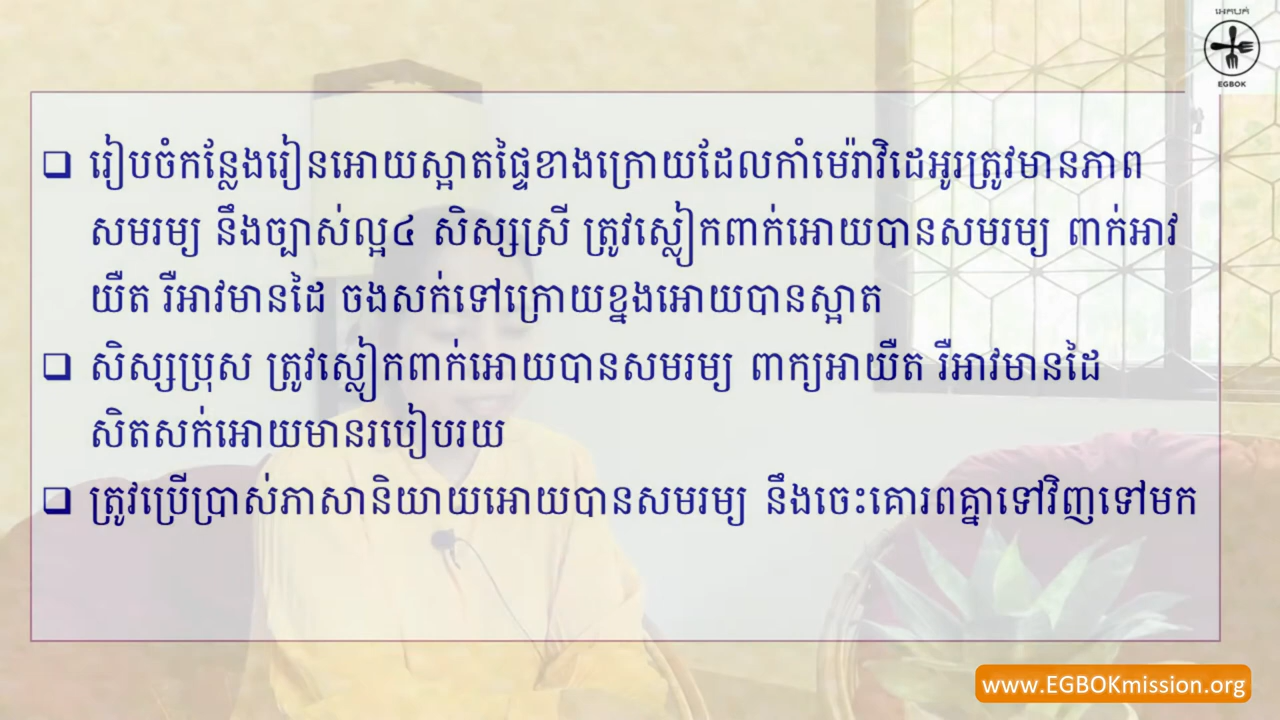 អេគបុក
EGBOK
❑ រៀបចំកន្លែងរៀនអោយស្អាតផ្ទៃខាងក្រោយដែលកាំមេរ៉ាវិដេអូរត្រូវមានភាព
សមរម្យ នឹងច្បាស់ល្អ៤ សិស្សស្រី ត្រូវស្លៀកពាក់អោយបានសមរម្យ ពាក់អាវ
យឺត រឺអាវមានដៃ ចងសក់ទៅក្រោយខ្នងអោយបានស្អាត
❑ សិស្សប្រុស ត្រូវស្លៀកពាក់អោយបានសមរម្យ ពាក្យអាយឺត រឺអាវមានដៃ
សិតសក់អោយមានរបៀបរយ
❑ ត្រូវប្រើប្រាស់ភាសានិយាយអោយបានសមរម្យ នឹងចេះគោរពគ្នាទៅវិញទៅមក
www.EGBOKmission.org